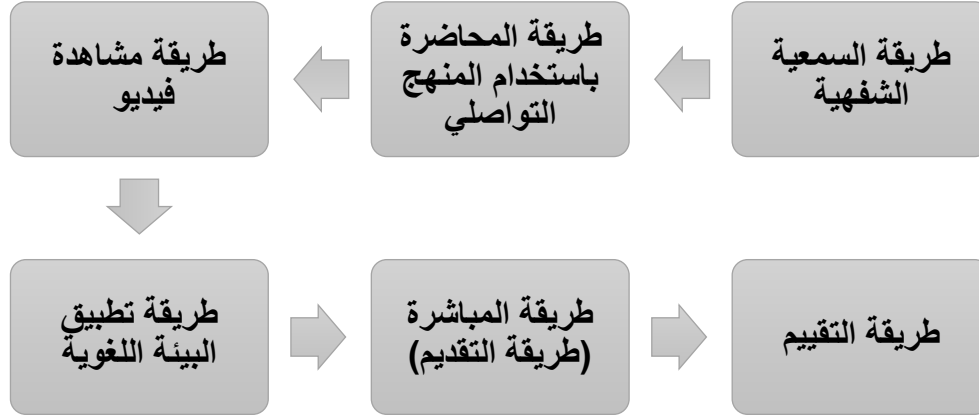 طريقة السمعية
الشفهية
طريقة المحاضرة
باستخدام المنهج
التواصلي
طريقة مشاهدة
فيديو
طريقة تطبيق
البيئة اللغوية
طريقة المباشرة
(طريقة التقديم)
طريقة التقييم